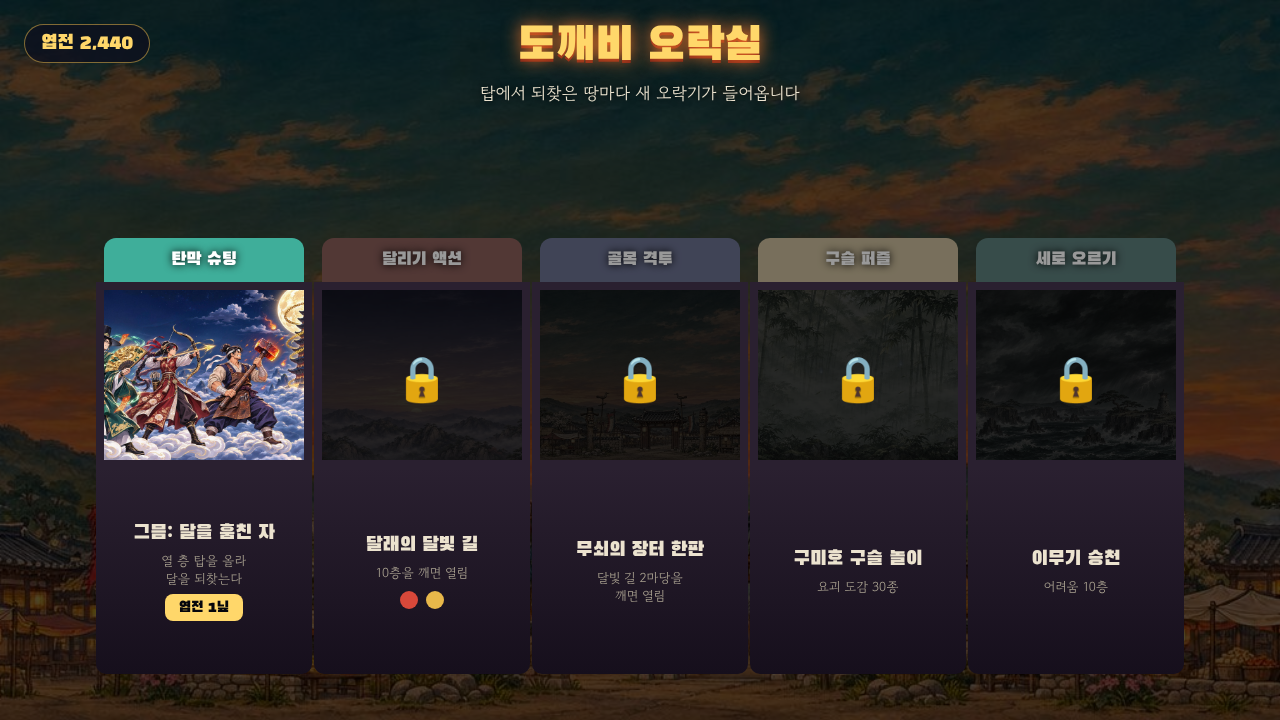 엽전 2,440
도깨비 오락실
탑에서 되찾은 땅마다 새 오락기가 들어옵니다
탄막 슈팅
달리기 액션
골목 격투
구슬 퍼즐
세로 오르기
그믐: 달을 훔친 자
열 층 탑을 올라
달을 되찾는다
엽전 1닢
달래의 달빛 길
10층을 깨면 열림
무쇠의 장터 한판
달빛 길 2마당을
깨면 열림
구미호 구슬 놀이
요괴 도감 30종
이무기 승천
어려움 10층